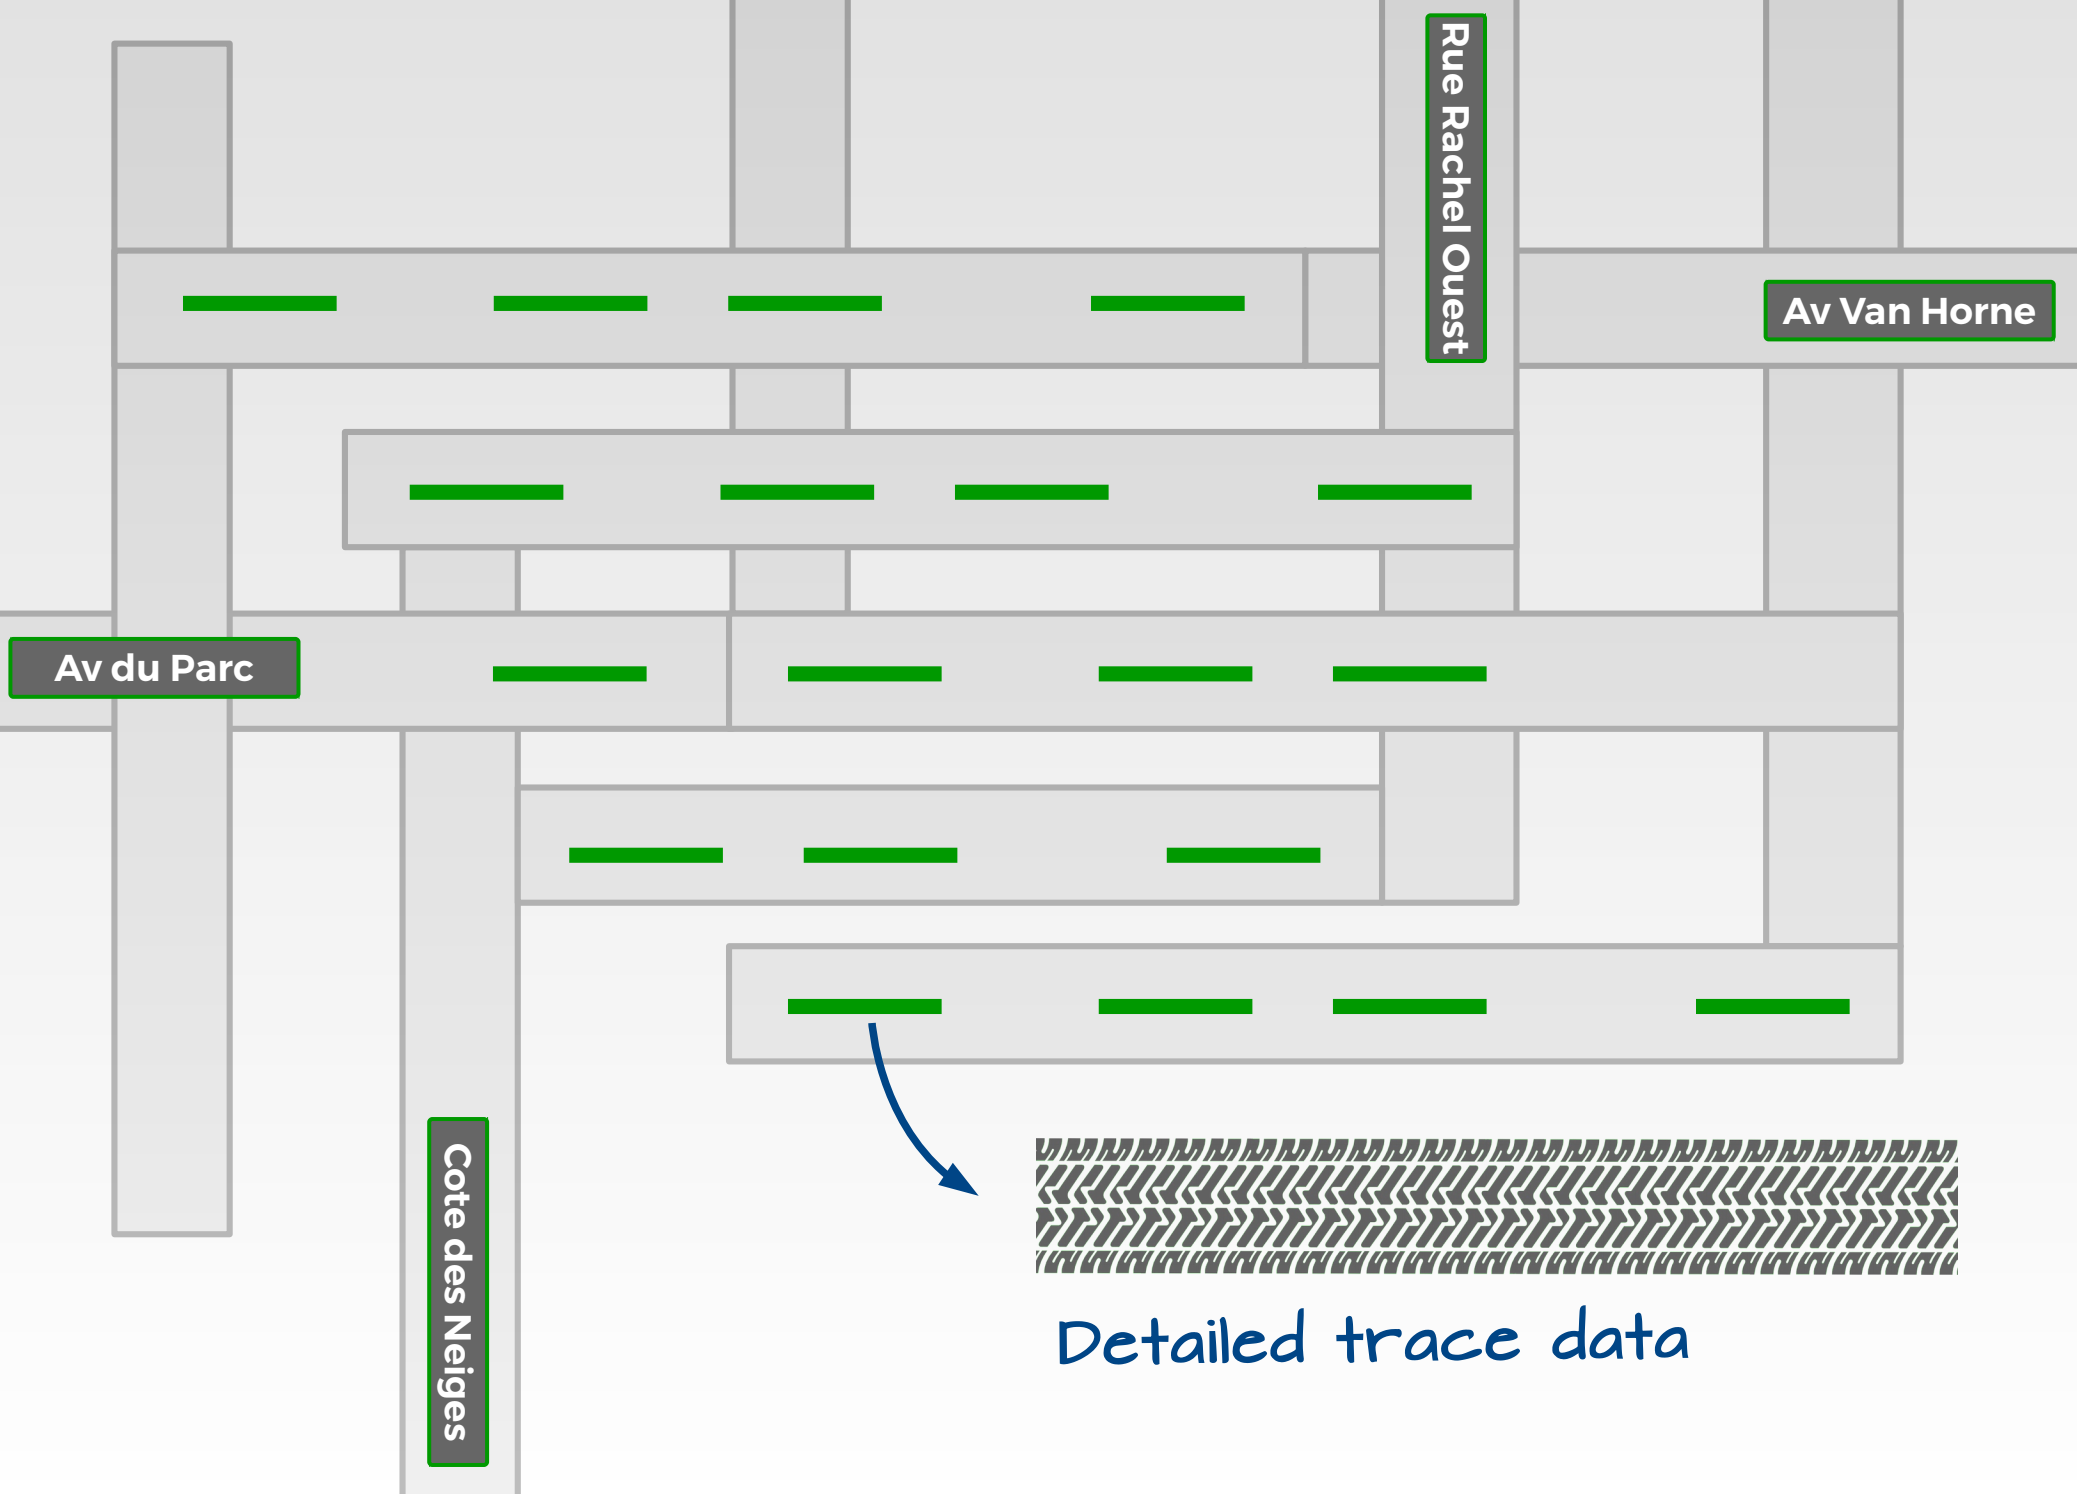 Rue Rachel Ouest
Av Van Horne
Av du Parc
Cote des Neiges
Detailed trace data